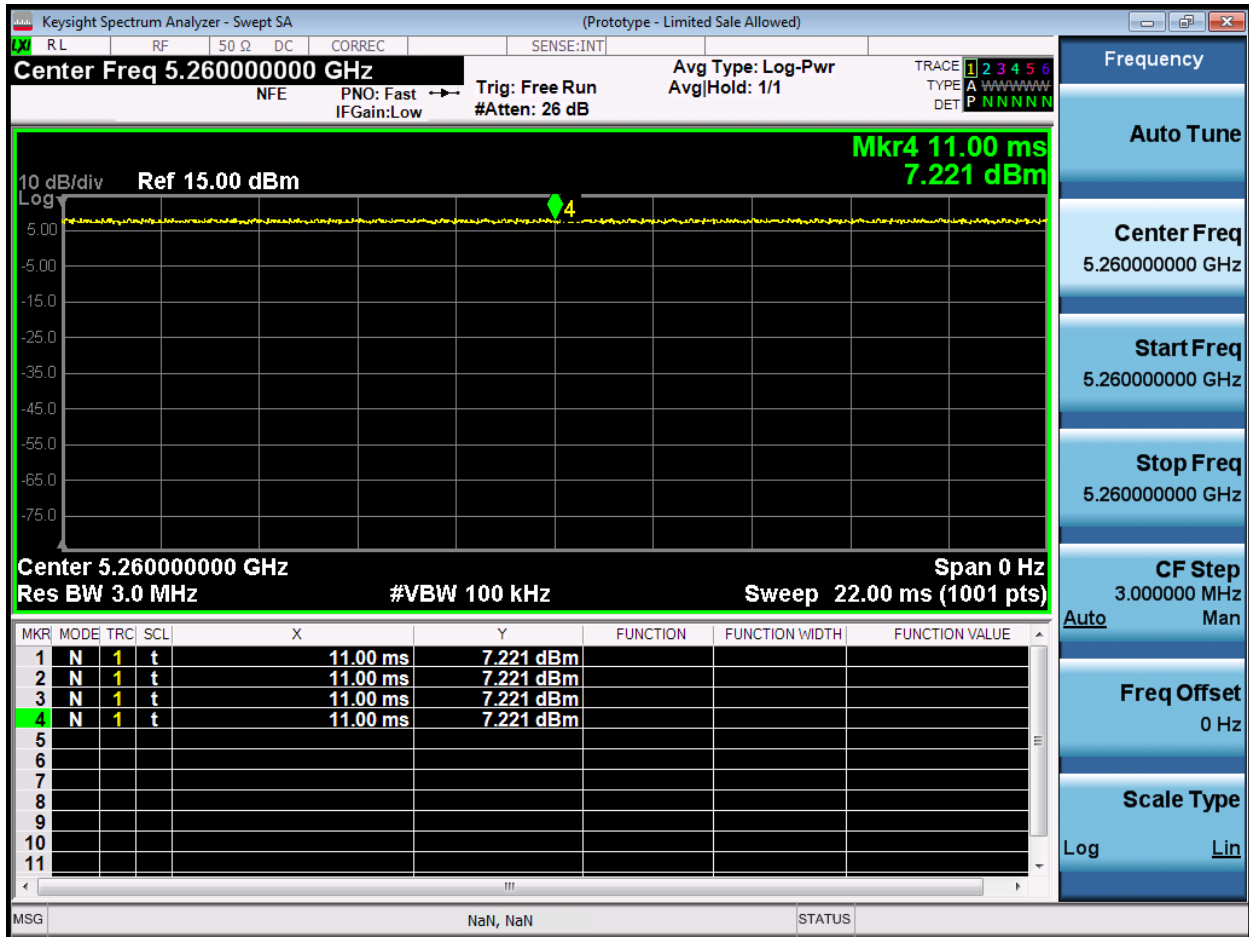 Keysight Spectrum Analyzer - Swept SA (Prototype - Limited Sale Allowed)
LXI RL RF 50 Ω DC CORREC SENSE:INT
Center Freq 5.260000000 GHz
NFE PNO: Fast
IFGain:Low
Trig: Free Run
#Atten: 26 dB
Avg Type: Log-Pwr
Avg|Hold: 1/1
TRACE 1 2 3 4 5 6
TYPE A WWWWW
DET P N N N N N
Mkr4 11.00 ms
7.221 dBm
10 dB/div Ref 15.00 dBm
Log
4
5.00
-5.00
-15.0
-25.0
-35.0
-45.0
-55.0
-65.0
-75.0
Center 5.260000000 GHz Span 0 Hz
Res BW 3.0 MHz #VBW 100 kHz Sweep 22.00 ms (1001 pts)
MKR MODE TRC SCL X Y FUNCTION FUNCTION WIDTH FUNCTION VALUE
1 N 1 t 11.00 ms 7.221 dBm
2 N 1 t 11.00 ms 7.221 dBm
3 N 1 t 11.00 ms 7.221 dBm
4 N 1 t 11.00 ms 7.221 dBm
5
6
7
8
9
10
11
MSG NaN, NaN STATUS
Frequency
Auto Tune
Center Freq
5.260000000 GHz
Start Freq
5.260000000 GHz
Stop Freq
5.260000000 GHz
CF Step
3.000000 MHz
Auto Man
Freq Offset
0 Hz
Scale Type
Log Lin